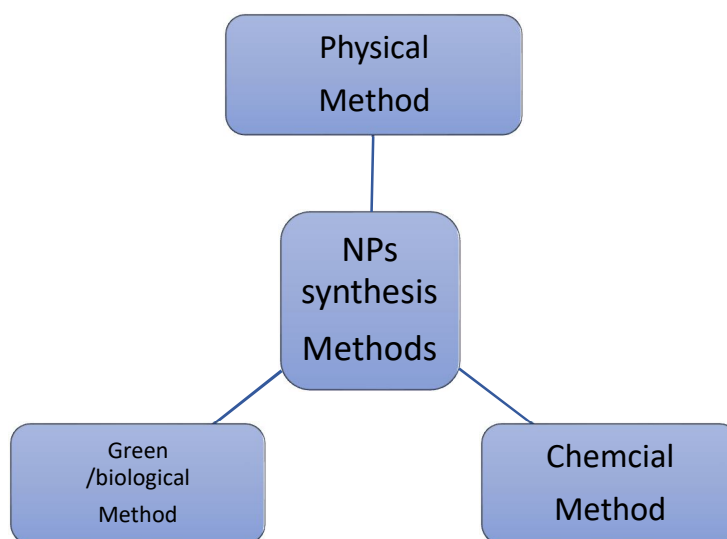 Physical
Method
NPs
synthesis
Methods
Green
/biological
Method
Chemcial
Method